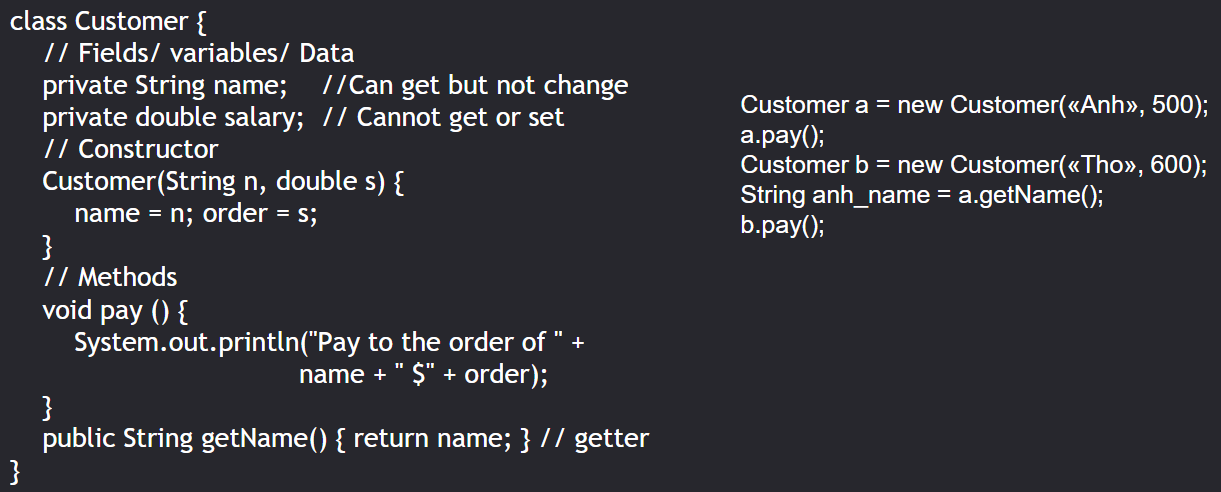 class Customer {
// Fields/ variables/ Data
private String name; //Can get but not change
private double salary; // Cannot get or set
// Constructor
Customer(String n, double s) {
name = n; order = s;
}
// Methods
void pay () {
System.out.println("Pay to the order of " +
name + " $" + order);
}
public String getName() { return name; } // getter
}
Customer a = new Customer(«Anh», 500);
a.pay();
Customer b = new Customer(«Tho», 600);
String anh_name = a.getName();
b.pay();